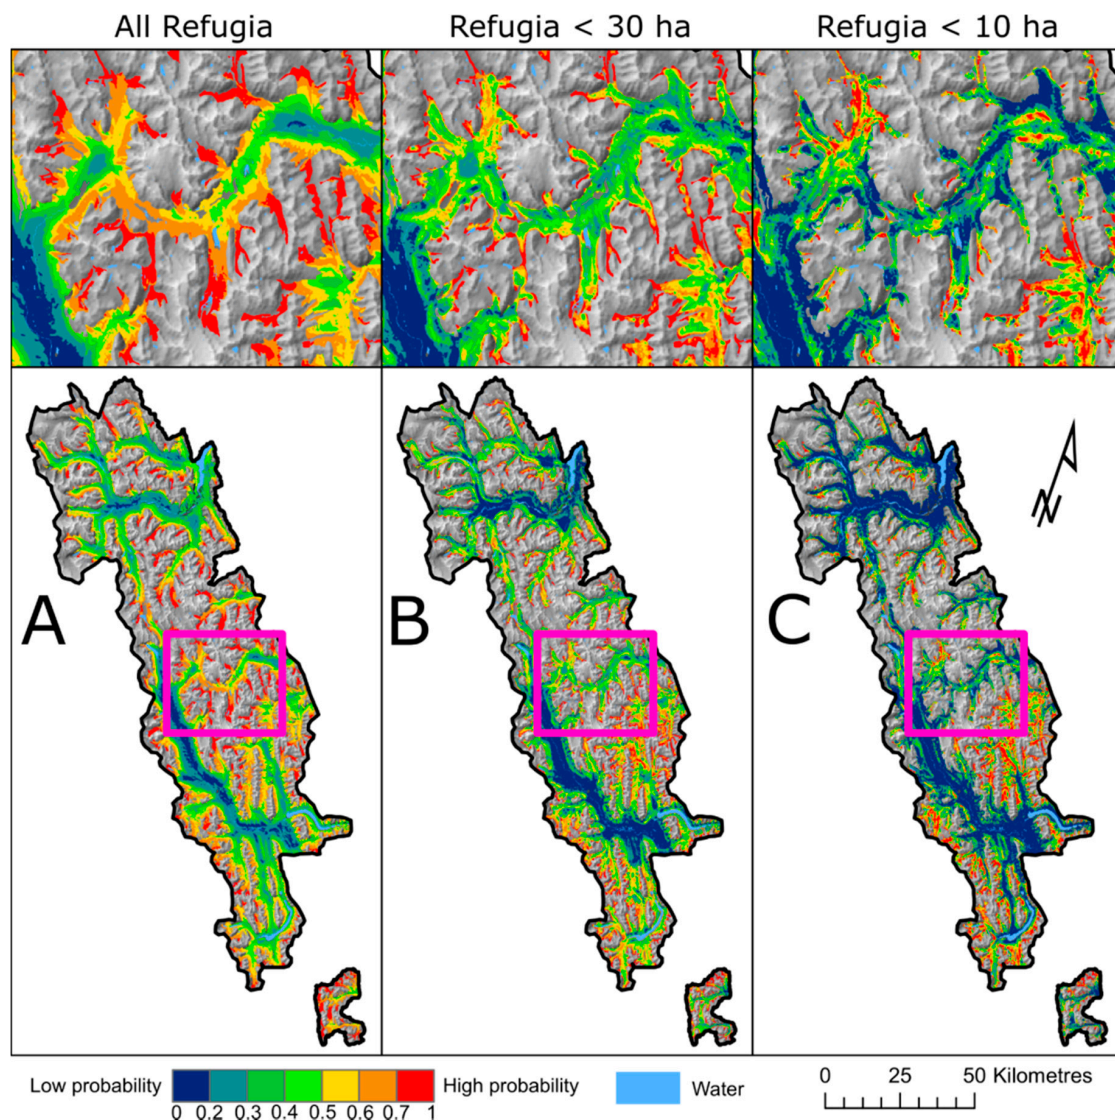 All Refugia
Refugia < 30 ha
Refugia < 10 ha
A
B
C
N
Low probability
High probability
0 0.2 0.3 0.4 0.5 0.6 0.7 1
Water
0 25 50 Kilometres